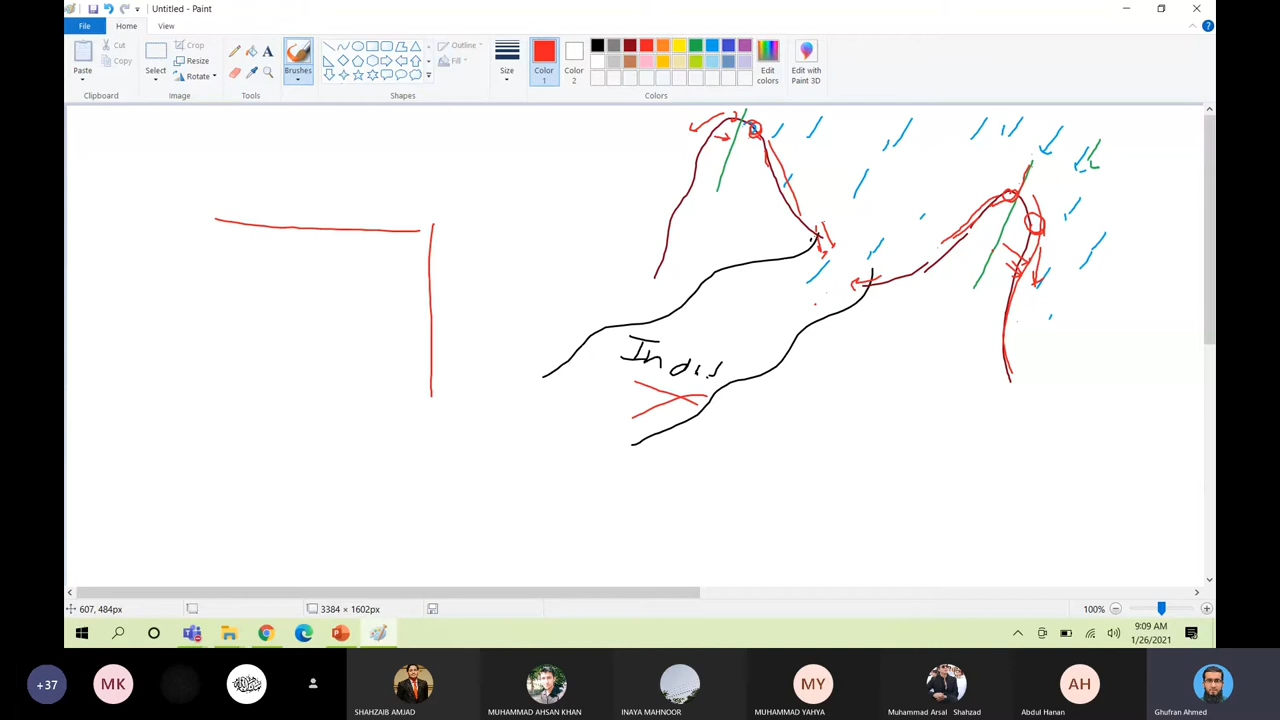 Untitled - Paint
File
Home
View
Paste
Cut
Copy
Clipboard
Select
Crop
Resize
Rotate
Image
Tools
Brushes
Shapes
Outline
Fill
Size
Color 1
Color 2
Edit colors
Colors
Edit with Paint 3D
Indus
607, 484px
3384 × 1602px
100%
9:09 AM
1/26/2021
+37
MK
MY
AH
SHAHZAIB AMJAD
MUHAMMAD AHSAN KHAN
INAYA MAHNOOR
MUHAMMAD YAHYA
Muhammad Arsal Shahzad
Abdul Hanan
Ghufran Ahmed